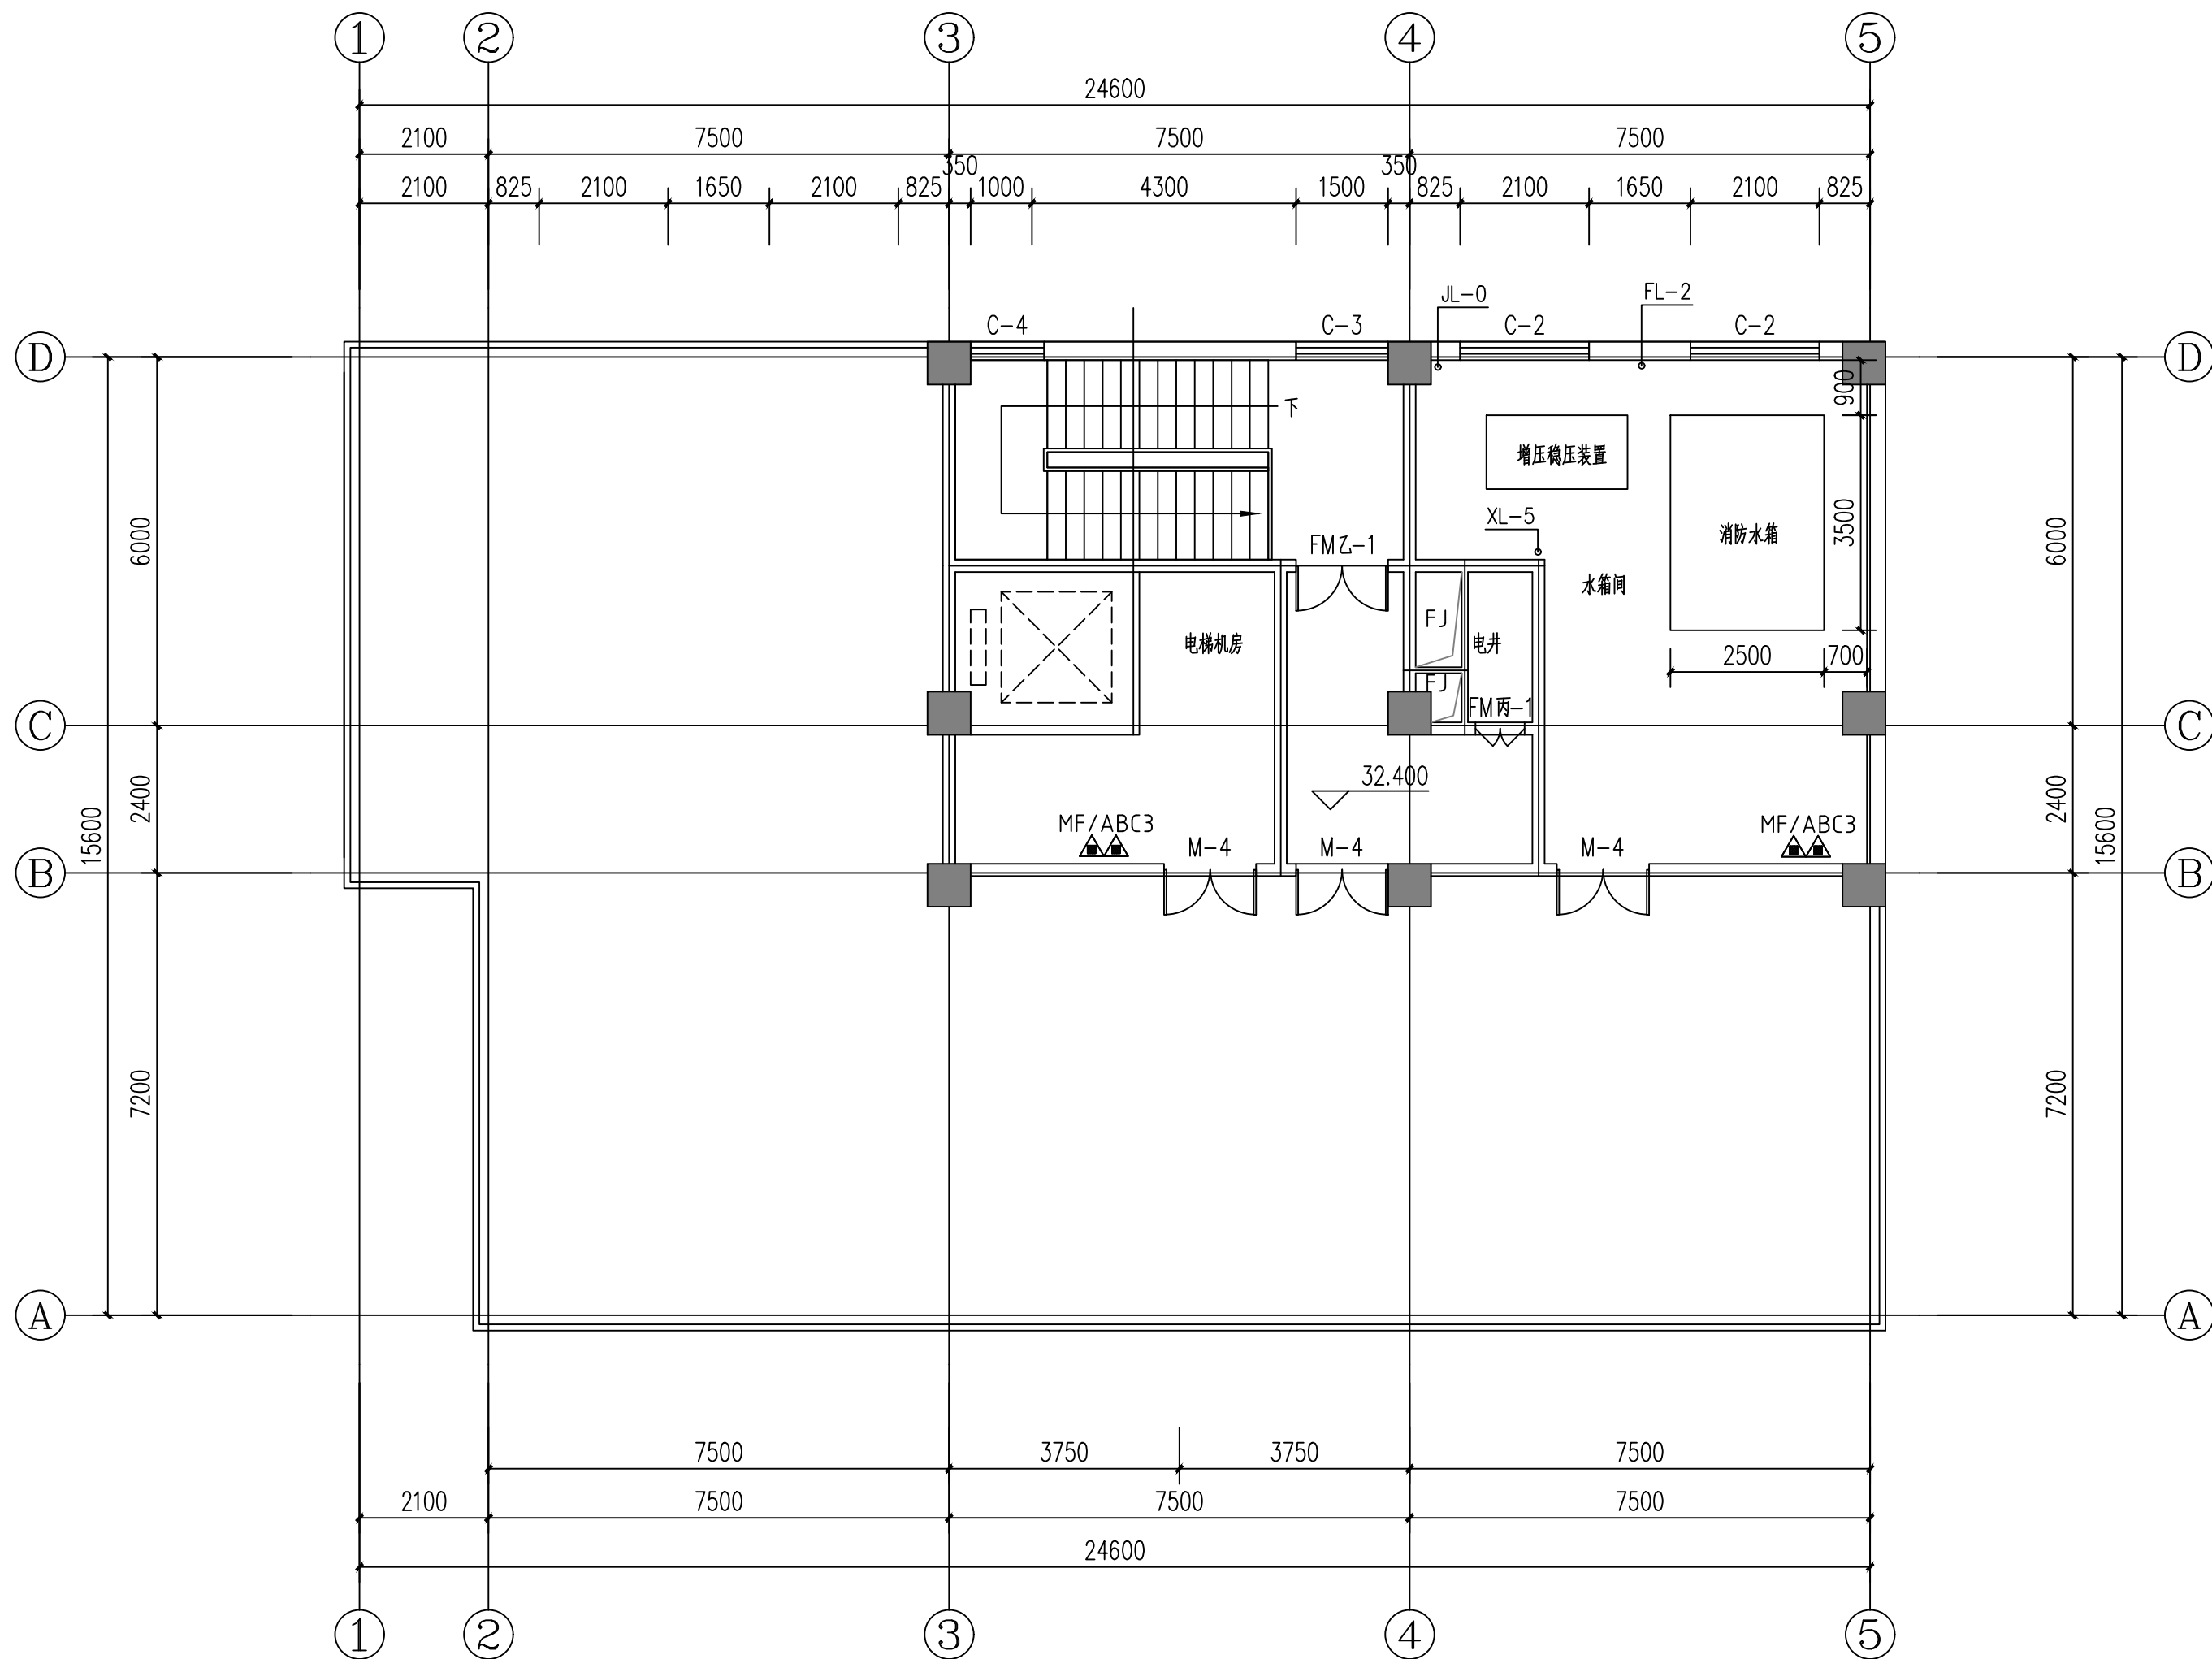 1 2 3 4 5
24600
2100 7500 7500 7500
350 350
2100 825 2100 1650 2100 825 1000 4300 1500 825 2100 1650 2100 825
JL-0 FL-2
C-4 C-3 C-2 C-2
D D
900
下
增压稳压装置
XL-5
3500
消防水箱
6000 6000
FM乙-1
水箱间
FJ
电梯机房 电井
2500 700
FJ
FM丙-1
C C
32.400
2400 2400
15600 15600
MF/ABC3 MF/ABC3
M-4 M-4 M-4
B B
7200 7200
A A
7500 3750 3750 7500
2100 7500 7500 7500
24600
1 2 3 4 5